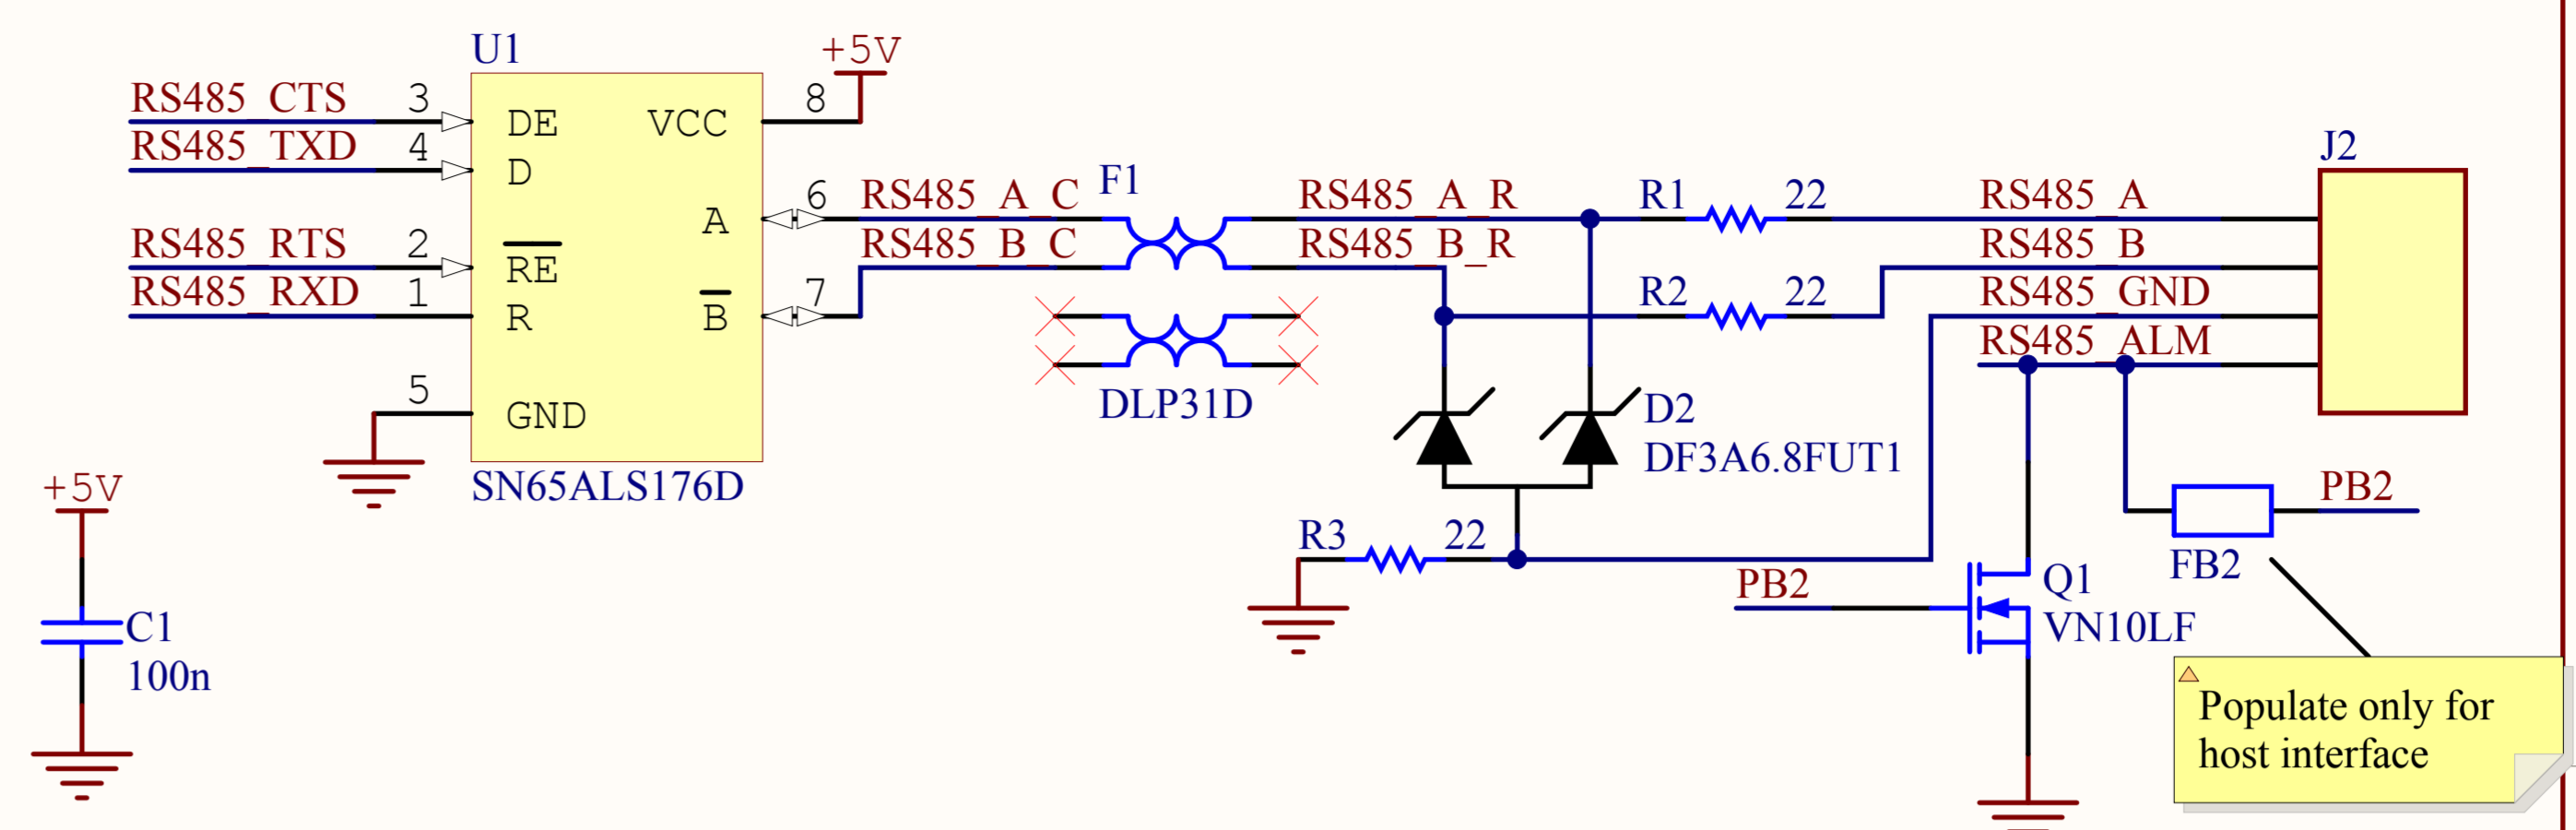 U1
+5V
RS485_CTS
3
DE
VCC
8
RS485_TXD
4
D
RS485_RTS
2
RE
RS485_RXD
1
R
5
GND
A
6
B
7
SN65ALS176D
+5V
C1
100n
RS485_A_C
RS485_B_C
F1
DLP31D
RS485_A_R
RS485_B_R
R1
22
R2
22
D2
DF3A6.8FUT1
R3
22
RS485_A
RS485_B
RS485_GND
RS485_ALM
J2
PB2
FB2
PB2
Q1
VN10LF
Populate only for
host interface